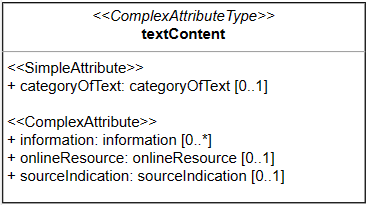 <<ComplexAttributeType>>
textContent
<<SimpleAttribute>>
+ categoryOfText: categoryOfText [0..1]
<<ComplexAttribute>>
+ information: information [0..*]
+ onlineResource: onlineResource [0..1]
+ sourceIndication: sourceIndication [0..1]